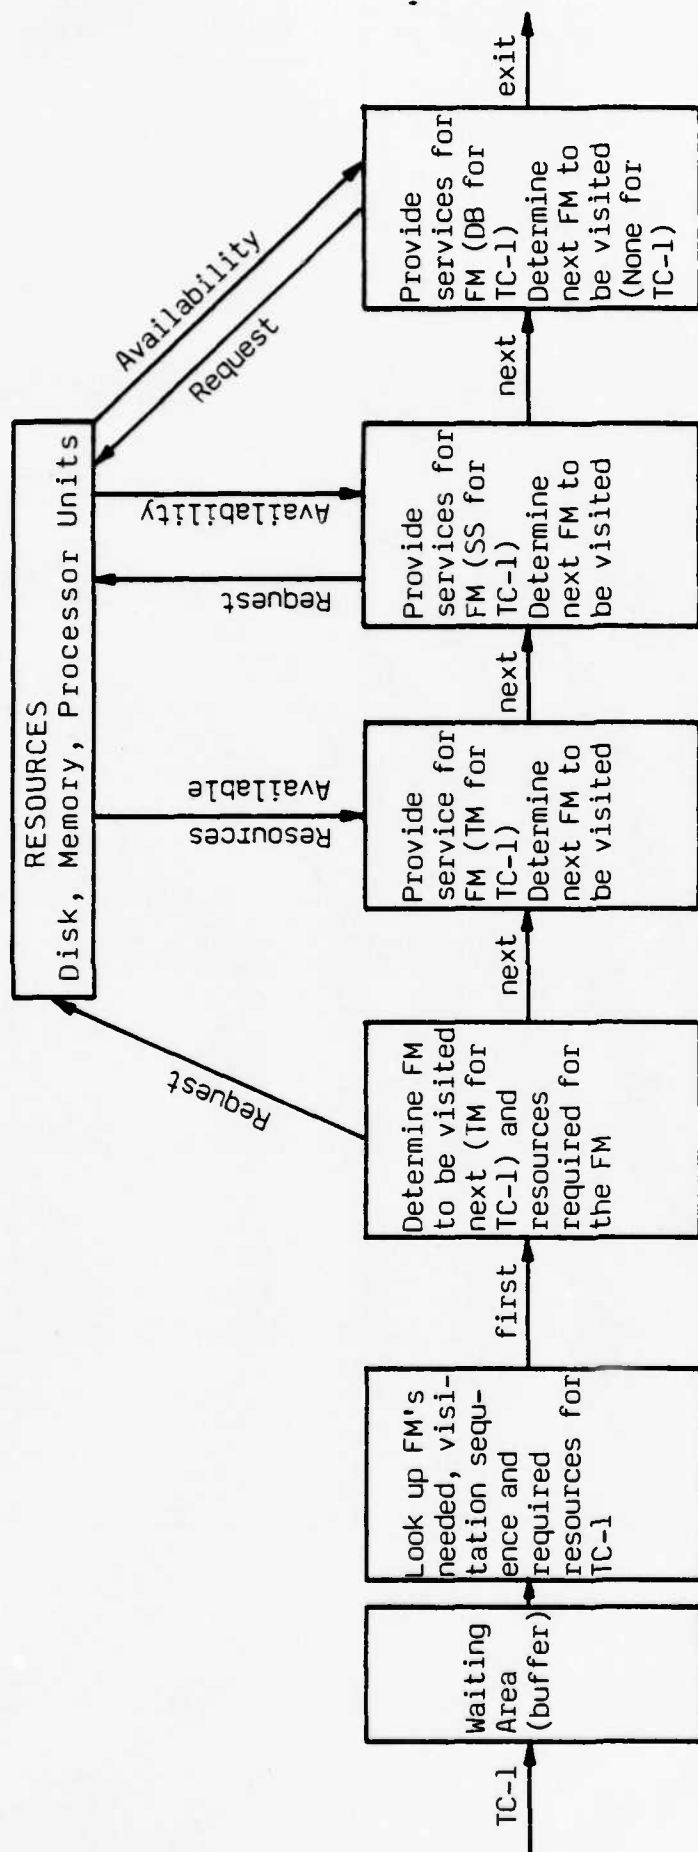 RESOURCES
Disk, Memory, Processor Units
Request
Resources
Available
Request
Availability
Request
Availability
TC-1
Waiting
Area
(buffer)
Look up FM's
needed, visi-
tation sequ-
ence and
required
resources for
TC-1
first
Determine FM
to be visited
next (TM for
TC-1) and
resources
required for
the FM
next
Provide
service for
FM (TM for
TC-1)
Determine
next FM to
be visited
next
Provide
services for
FM (SS for
TC-1)
Determine
next FM to
be visited
next
Provide
services for
FM (DB for
TC-1)
Determine
next FM to
be visited
(None for
TC-1)
exit